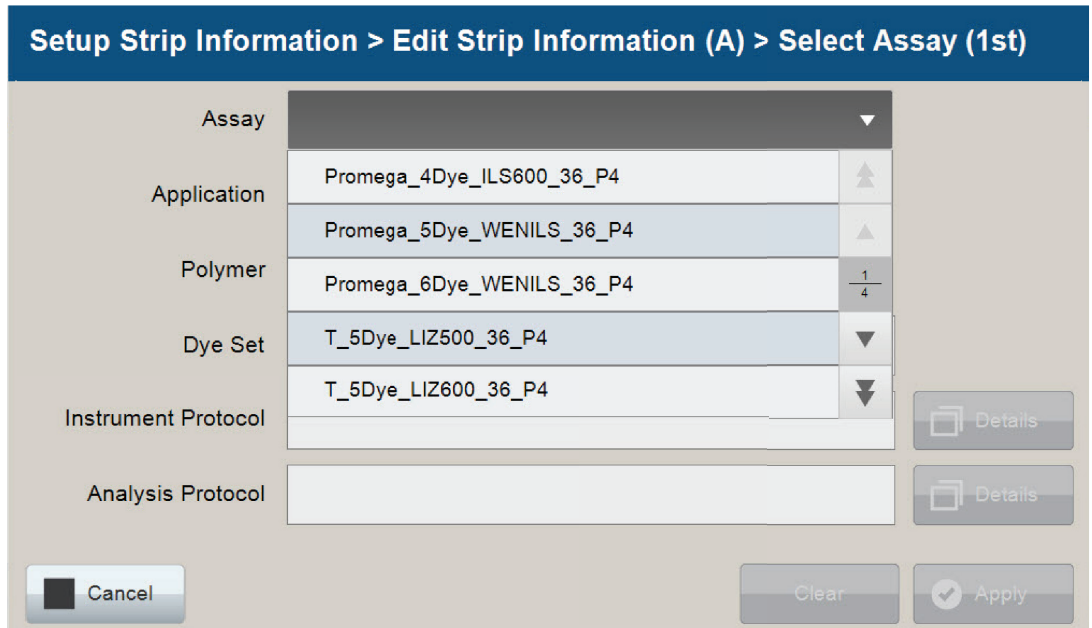 Setup Strip Information > Edit Strip Information (A) > Select Assay (1st)
Assay
Promega_4Dye_ILS600_36_P4
Application
Promega_5Dye_WENILS_36_P4
Polymer
Promega_6Dye_WENILS_36_P4
1
4
Dye Set
T_5Dye_LIZ500_36_P4
T_5Dye_LIZ600_36_P4
Instrument Protocol
Details
Analysis Protocol
Details
Cancel
Clear
Apply